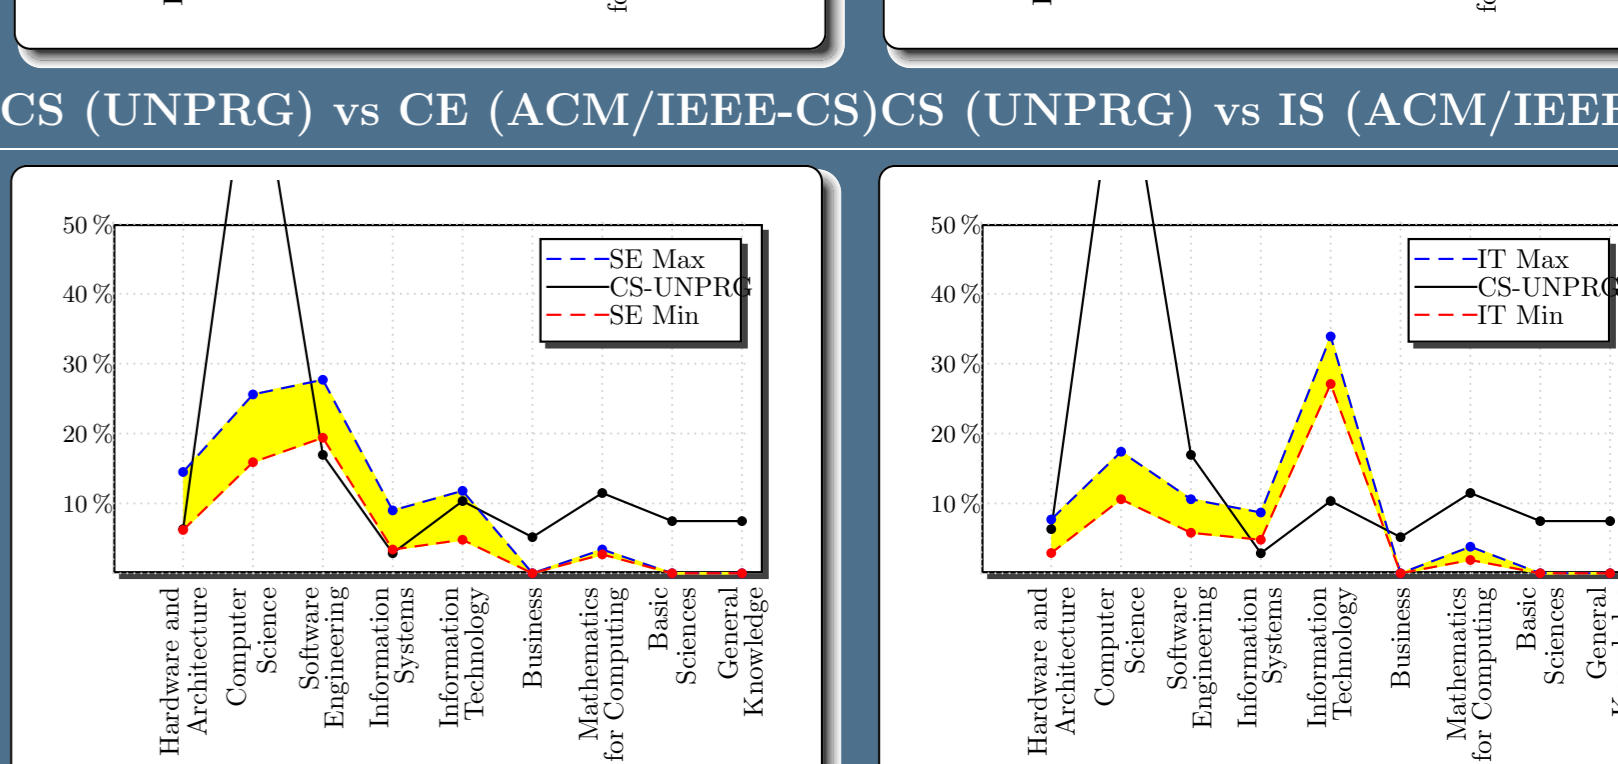 CS (UNPRG) vs CE (ACM/IEEE-CS)
CS (UNPRG) vs IS (ACM/IEEE
50 %
40 %
30 %
20 %
10 %
SE Max
CS-UNPRG
SE Min
Hardware and
Architecture
Computer
Science
Software
Engineering
Information
Systems
Information
Technology
Business
Mathematics
for Computing
Basic
Sciences
General
Knowledge
50 %
40 %
30 %
20 %
10 %
IT Max
CS-UNPRG
IT Min
Hardware and
Architecture
Computer
Science
Software
Engineering
Information
Systems
Information
Technology
Business
Mathematics
for Computing
Basic
Sciences
General